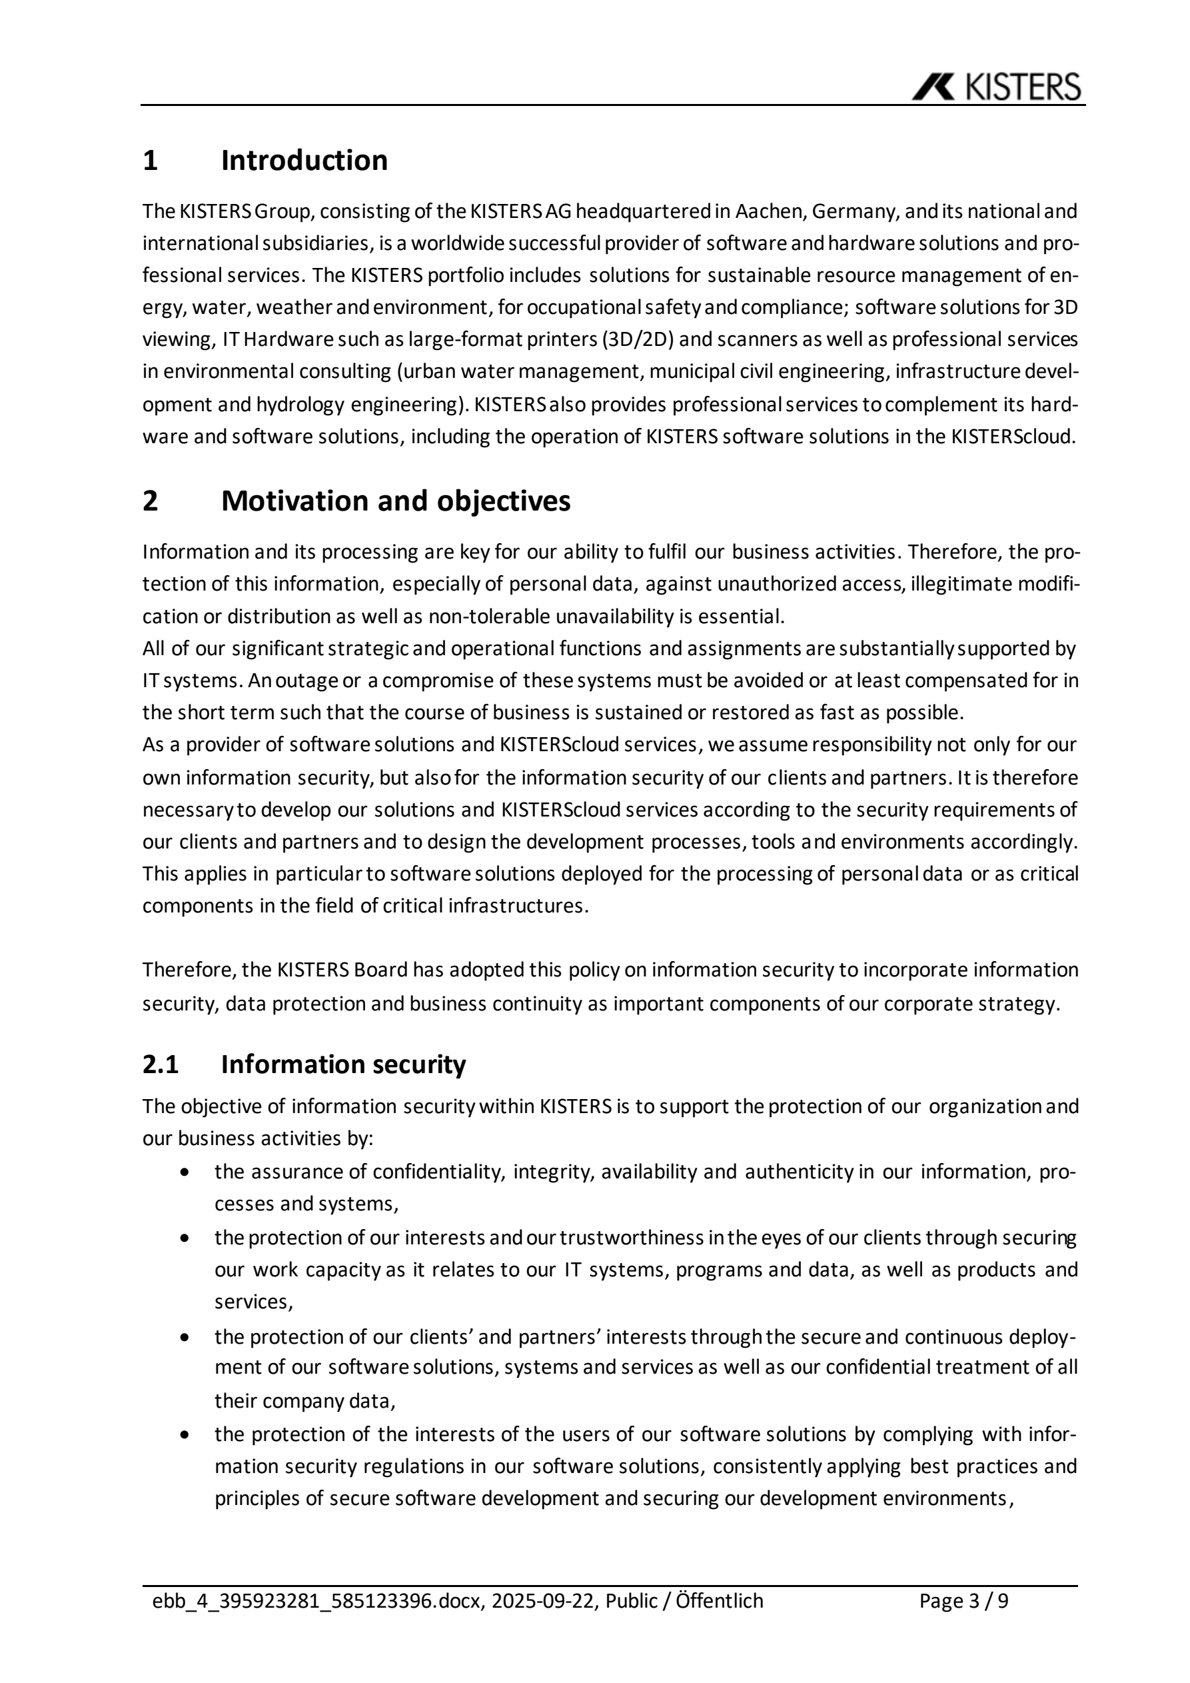 KISTERS
1 Introduction
The KISTERS Group, consisting of the KISTERS AG headquartered in Aachen, Germany, and its national and
international subsidiaries, is a worldwide successful provider of software and hardware solutions and pro-
fessional services. The KISTERS portfolio includes solutions for sustainable resource management of en-
ergy, water, weather and environment, for occupational safety and compliance; software solutions for 3D
viewing, IT Hardware such as large-format printers (3D/2D) and scanners as well as professional services
in environmental consulting (urban water management, municipal civil engineering, infrastructure devel-
opment and hydrology engineering). KISTERS also provides professional services to complement its hard-
ware and software solutions, including the operation of KISTERS software solutions in the KISTERScloud.
2 Motivation and objectives
Information and its processing are key for our ability to fulfil our business activities. Therefore, the pro-
tection of this information, especially of personal data, against unauthorized access, illegitimate modifi-
cation or distribution as well as non-tolerable unavailability is essential.
All of our significant strategic and operational functions and assignments are substantially supported by
IT systems. An outage or a compromise of these systems must be avoided or at least compensated for in
the short term such that the course of business is sustained or restored as fast as possible.
As a provider of software solutions and KISTERScloud services, we assume responsibility not only for our
own information security, but also for the information security of our clients and partners. It is therefore
necessary to develop our solutions and KISTERScloud services according to the security requirements of
our clients and partners and to design the development processes, tools and environments accordingly.
This applies in particular to software solutions deployed for the processing of personal data or as critical
components in the field of critical infrastructures.
Therefore, the KISTERS Board has adopted this policy on information security to incorporate information
security, data protection and business continuity as important components of our corporate strategy.
2.1 Information security
The objective of information security within KISTERS is to support the protection of our organization and
our business activities by:
• the assurance of confidentiality, integrity, availability and authenticity in our information, pro-
cesses and systems,
• the protection of our interests and our trustworthiness in the eyes of our clients through securing
our work capacity as it relates to our IT systems, programs and data, as well as products and
services,
• the protection of our clients’ and partners’ interests through the secure and continuous deploy-
ment of our software solutions, systems and services as well as our confidential treatment of all
their company data,
• the protection of the interests of the users of our software solutions by complying with infor-
mation security regulations in our software solutions, consistently applying best practices and
principles of secure software development and securing our development environments,
ebb_4_395923281_585123396.docx, 2025-09-22, Public / Öffentlich Page 3 / 9